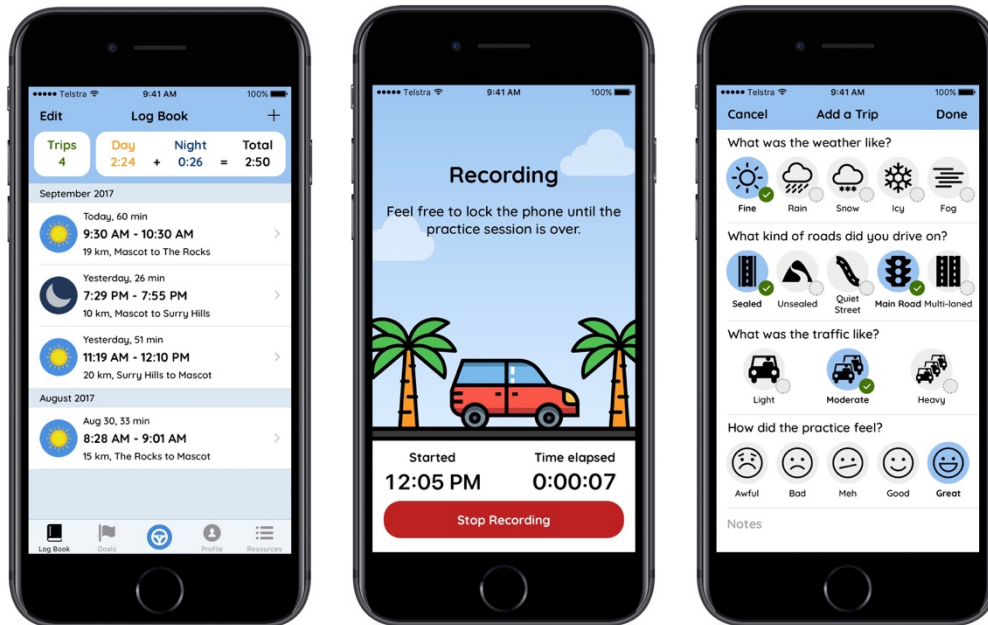 Telstra 9:41 AM 100%
Edit Log Book +
Trips Day Night Total
4 2:24 + 0:26 = 2:50
September 2017
Today, 60 min
9:30 AM - 10:30 AM
19 km, Mascot to The Rocks
Yesterday, 26 min
7:29 PM - 7:55 PM
10 km, Mascot to Surry Hills
Yesterday, 51 min
11:19 AM - 12:10 PM
20 km, Surry Hills to Mascot
August 2017
Aug 30, 33 min
8:28 AM - 9:01 AM
15 km, The Rocks to Mascot
Log Book Goals Profile Resources
Telstra 9:41 AM 100%
Recording
Feel free to lock the phone until the
practice session is over.
Started Time elapsed
12:05 PM 0:00:07
Stop Recording
Telstra 9:41 AM 100%
Cancel Add a Trip Done
What was the weather like?
Fine Rain Snow Icy Fog
What kind of roads did you drive on?
Sealed Unsealed Quiet Street Main Road Multi-laned
What was the traffic like?
Light Moderate Heavy
How did the practice feel?
Awful Bad Meh Good Great
Notes